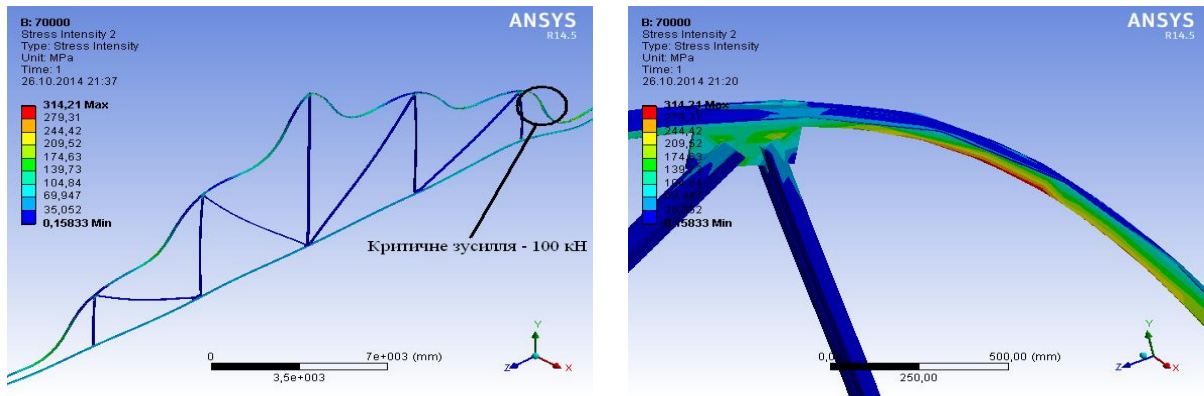 B: 70000
Stress Intensity 2
Type: Stress Intensity
Unit: MPa
Time: 1
26.10.2014 21:37
314,21 Max
279,31
244,42
209,52
174,63
139,73
104,84
69,947
35,052
0,15833 Min
ANSYS
R14.5
Критичне зусилля - 100 кН
0
7e+003 (mm)
3,5e+003
Y
Z
X
B: 70000
Stress Intensity 2
Type: Stress Intensity
Unit: MPa
Time: 1
26.10.2014 21:20
314,21 Max
279,31
244,42
209,52
0,15833 Min
ANSYS
R14.5
500,00 (mm)
250,00
Y
Z
X